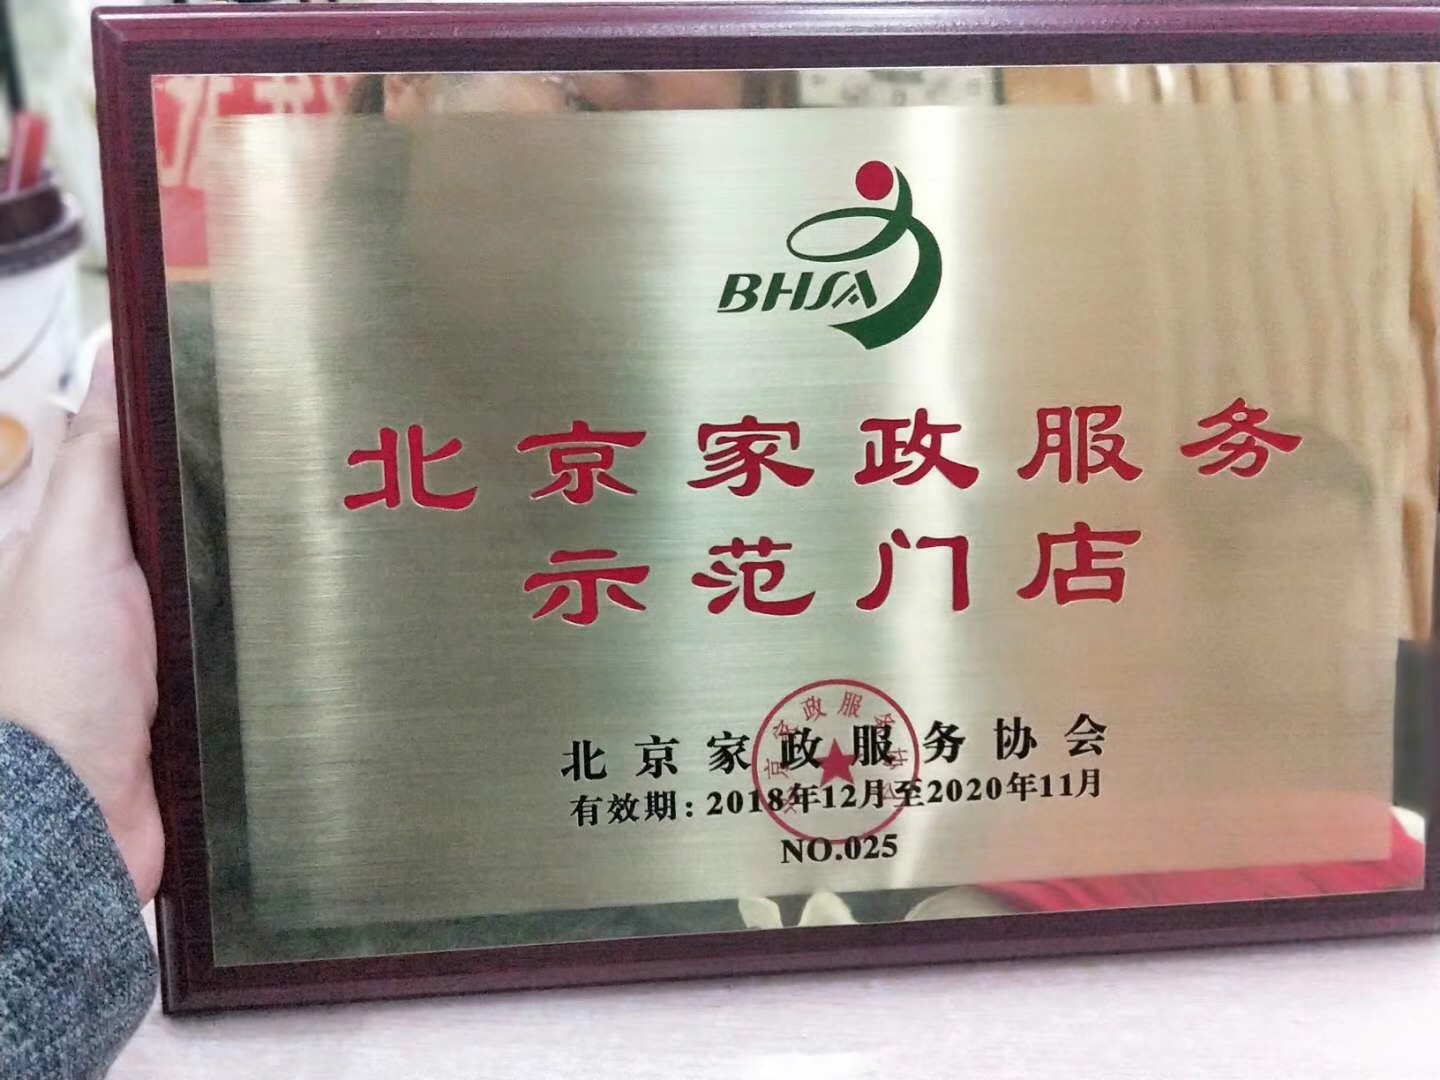 BHSA
北京家政服务
示范门店
北京家政服务协会
有效期：2018年12月至2020年11月
NO.025